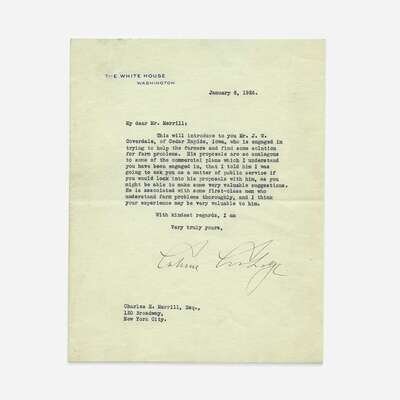 THE WHITE HOUSE
WASHINGTON
January 6, 1926.
My dear Mr. Merrill:
This will introduce to you Mr. J. W.
Coverdale, of Cedar Rapids, Iowa, who is engaged in
trying to help the farmers and find some solution
for farm problems. His proposals are so analogous
to some of the commercial plans which I understand
you have been engaged in, that I told him I was
going to ask you as a matter of public service if
you would look into his proposals with him, as you
might be able to make some very valuable suggestions.
He is associated with some first-class men who
understand farm problems thoroughly, and I think
your experience may be very valuable to him.
With kindest regards, I am
Very truly yours,
Calvin Coolidge
Charles E. Merrill, Esq.,
120 Broadway,
New York City.